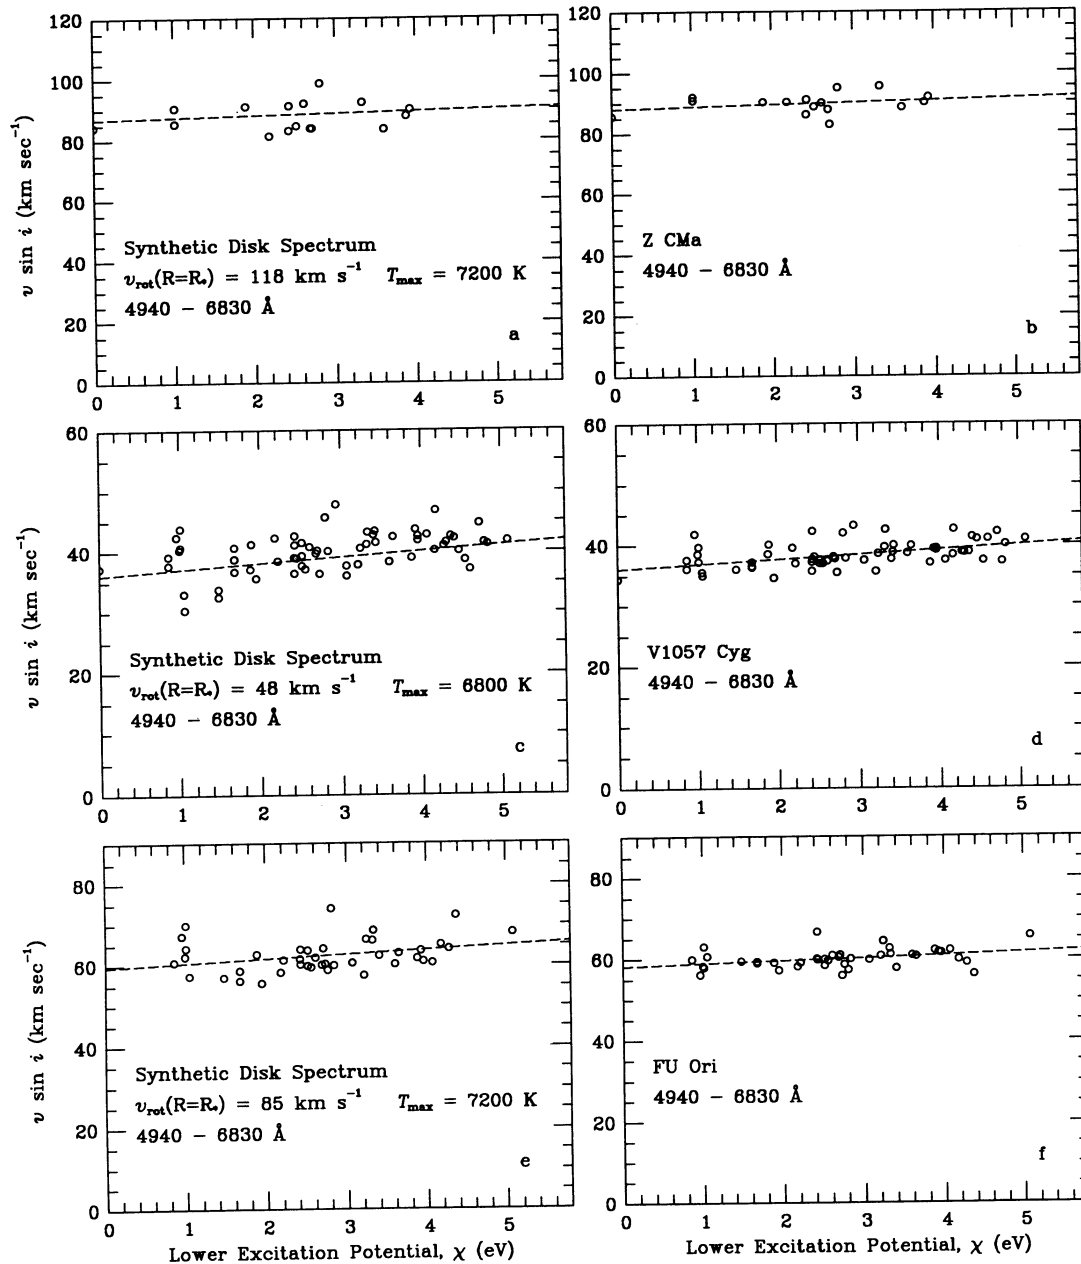 120
100
80
60
40
20
0
υ sin i (km sec⁻¹)
Synthetic Disk Spectrum
υrot(R=R*) = 118 km s⁻¹ Tmax = 7200 K
4940 – 6830 Å
a
0 1 2 3 4 5
120
100
80
60
40
20
0
Z CMa
4940 – 6830 Å
b
0 1 2 3 4 5
60
40
20
0
υ sin i (km sec⁻¹)
Synthetic Disk Spectrum
υrot(R=R*) = 48 km s⁻¹ Tmax = 6800 K
4940 – 6830 Å
c
0 1 2 3 4 5
60
40
20
0
V1057 Cyg
4940 – 6830 Å
d
0 1 2 3 4 5
80
60
40
20
0
υ sin i (km sec⁻¹)
Synthetic Disk Spectrum
υrot(R=R*) = 85 km s⁻¹ Tmax = 7200 K
4940 – 6830 Å
e
0 1 2 3 4 5
Lower Excitation Potential, χ (eV)
80
60
40
20
0
FU Ori
4940 – 6830 Å
f
0 1 2 3 4 5
Lower Excitation Potential, χ (eV)